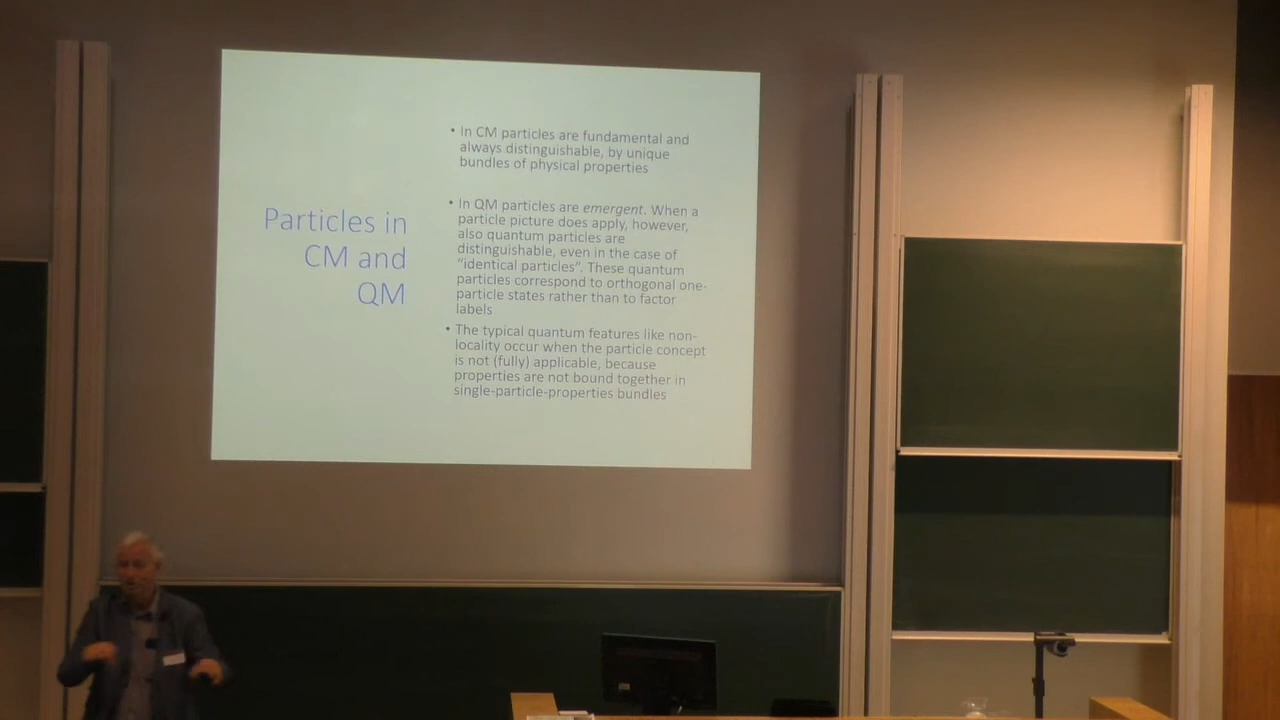 Particles in
CM and
QM
• In CM particles are fundamental and
always distinguishable, by unique
bundles of physical properties
• In QM particles are emergent. When a
particle picture does apply, however,
also quantum particles are
distinguishable, even in the case of
“identical particles”. These quantum
particles correspond to orthogonal one-
particle states rather than to factor
labels
• The typical quantum features like non-
locality occur when the particle concept
is not (fully) applicable, because
properties are not bound together in
single-particle-properties bundles